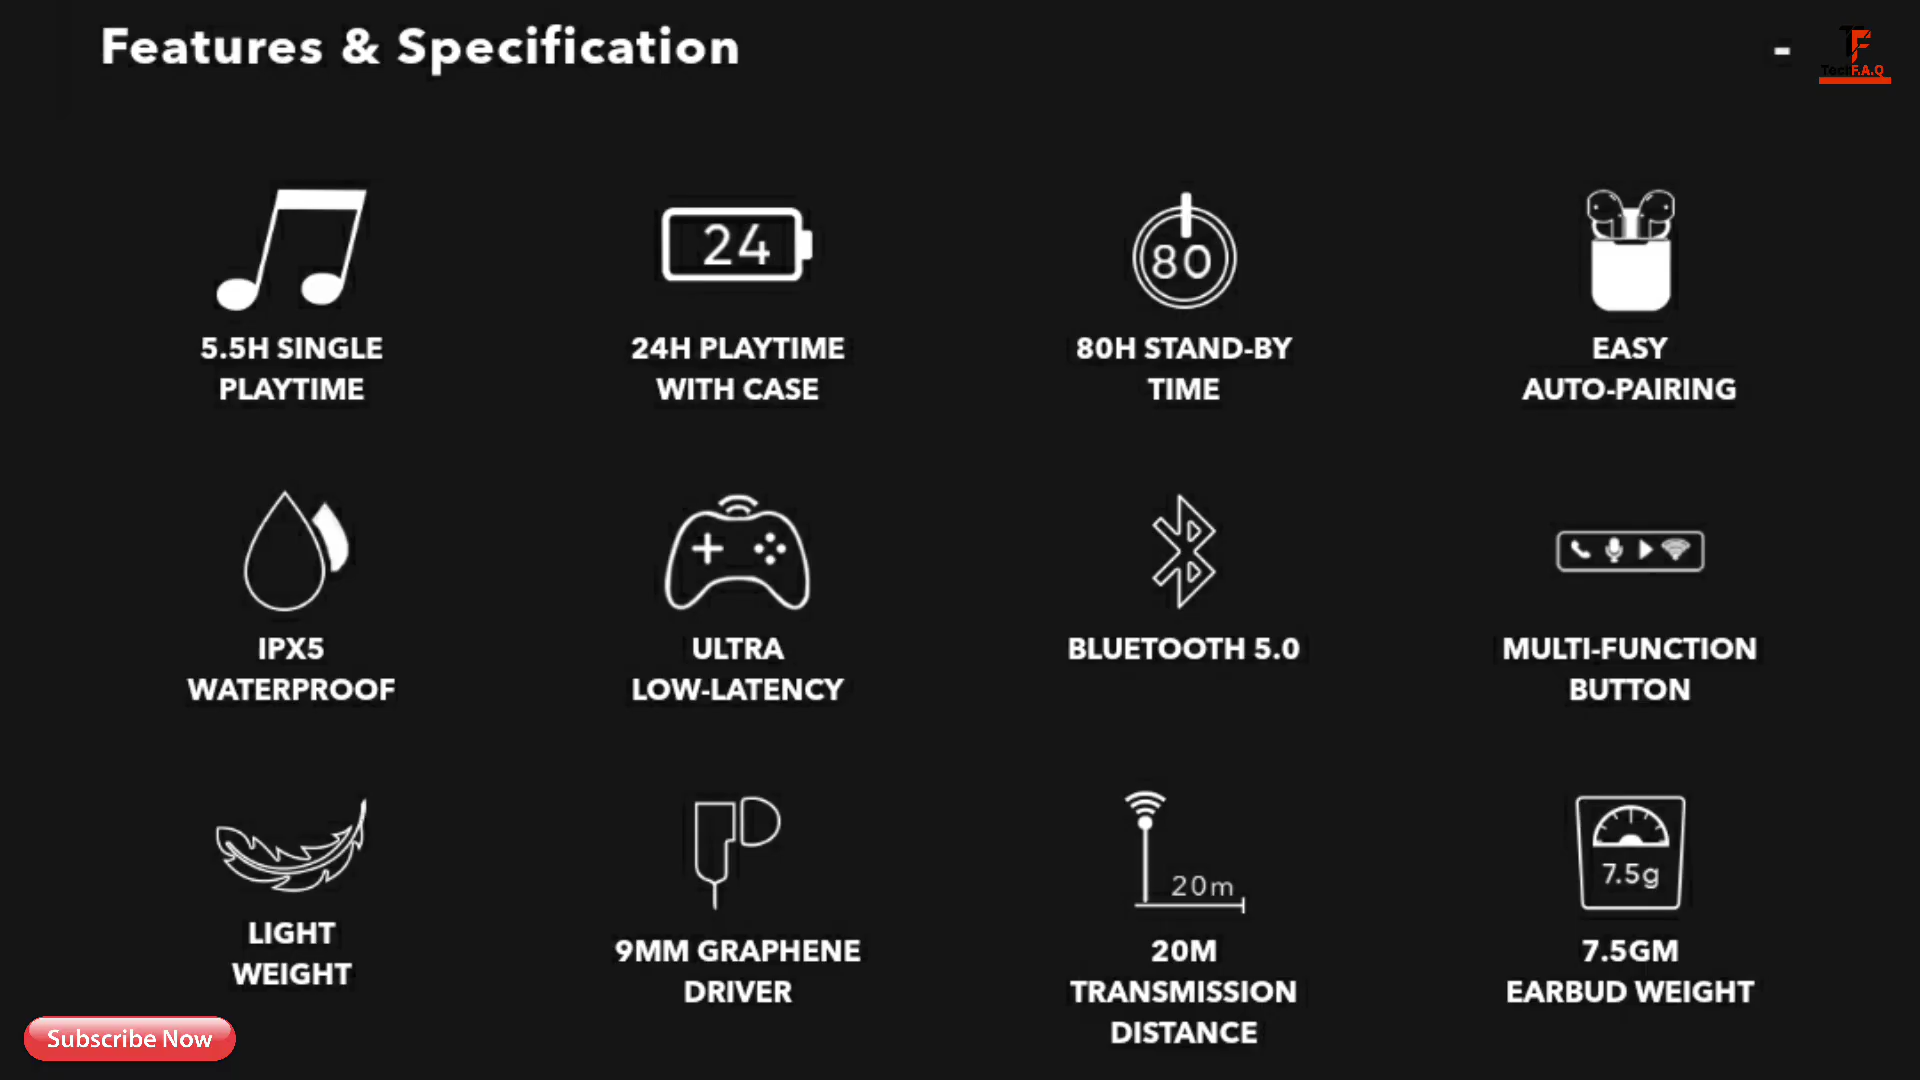 Features & Specification
-
TF
TechF.A.Q
24
80
5.5H SINGLE
PLAYTIME
24H PLAYTIME
WITH CASE
80H STAND-BY
TIME
EASY
AUTO-PAIRING
IPX5
WATERPROOF
ULTRA
LOW-LATENCY
BLUETOOTH 5.0
MULTI-FUNCTION
BUTTON
20m
7.5g
LIGHT
WEIGHT
9MM GRAPHENE
DRIVER
20M
TRANSMISSION
DISTANCE
7.5GM
EARBUD WEIGHT
Subscribe Now